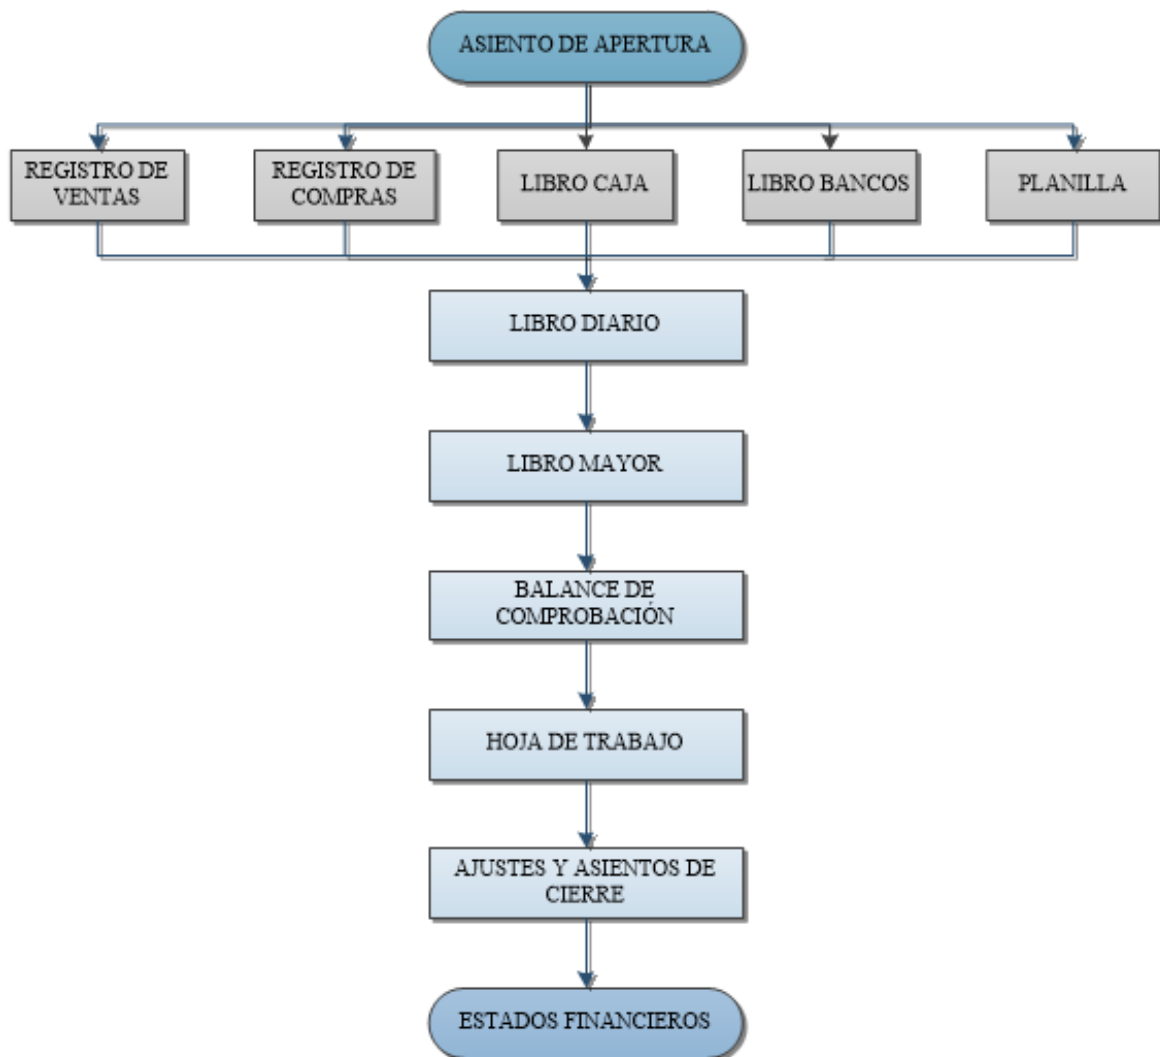 ASIENTO DE APERTURA
REGISTRO DE
VENTAS
REGISTRO DE
COMPRAS
LIBRO CAJA
LIBRO BANCOS
PLANILLA
LIBRO DIARIO
LIBRO MAYOR
BALANCE DE
COMPROBACIÓN
HOJA DE TRABAJO
AJUSTES Y ASIENTOS DE
CIERRE
ESTADOS FINANCIEROS